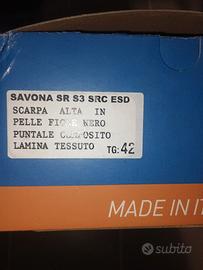 SAVONA SR S3 SRC ESD
SCARPA ALTA IN
PELLE FIORE NERO
PUNTALE COMPOSITO
LAMINA TESSUTO TG: 42
MADE IN IT
subito